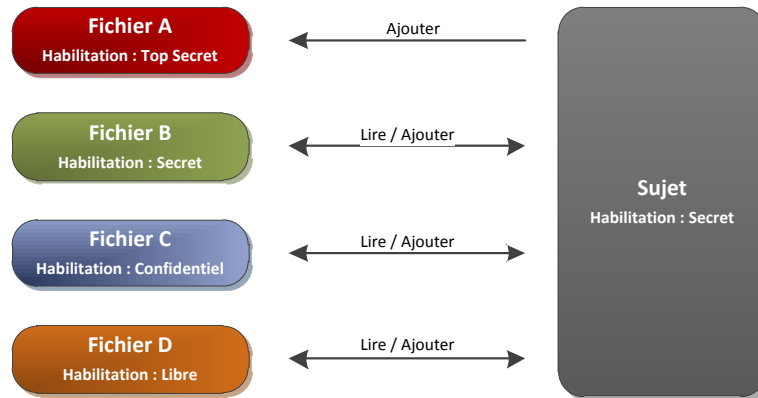 Fichier A
Habilitation : Top Secret
Ajouter
Fichier B
Habilitation : Secret
Lire / Ajouter
Sujet
Habilitation : Secret
Fichier C
Habilitation : Confidentiel
Lire / Ajouter
Fichier D
Habilitation : Libre
Lire / Ajouter